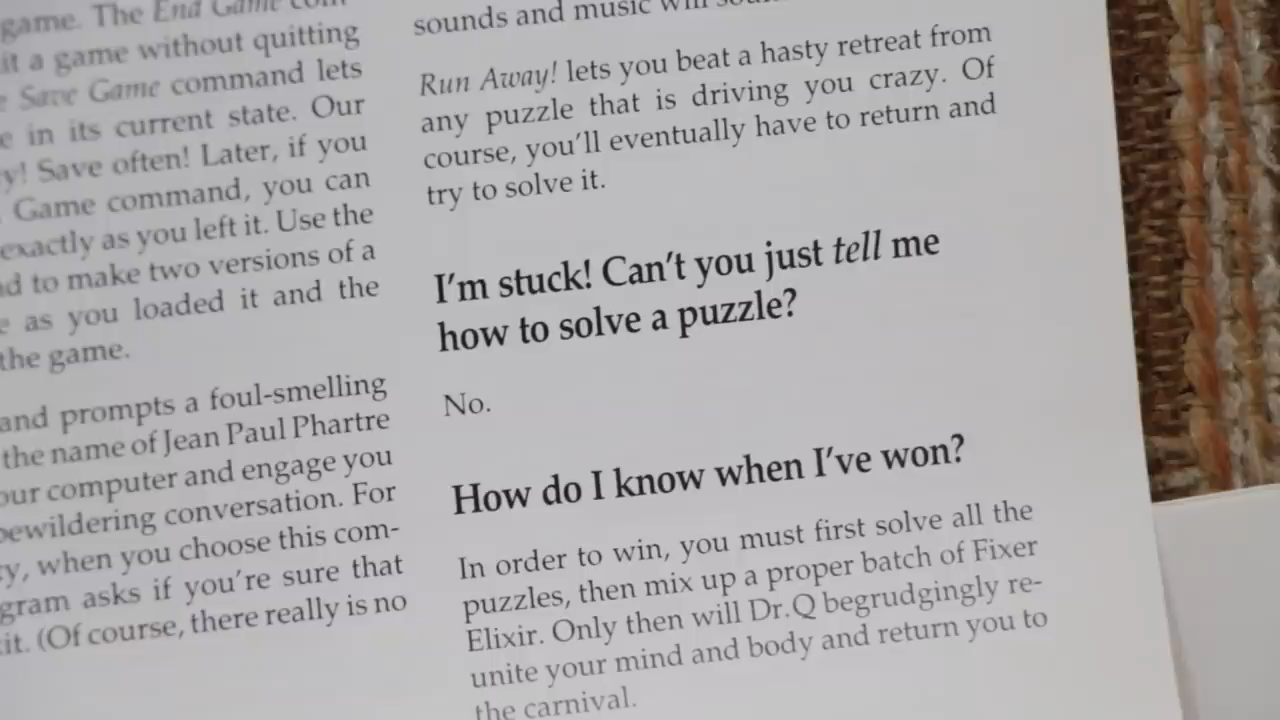 game. The End Game
it a game without quitting
Save Game command lets
in its current state. Our
Save often! Later, if you
Game command, you can
exactly as you left it. Use the
to make two versions of a
as you loaded it and the
the game.
and prompts a foul-smelling
the name of Jean Paul Phartre
our computer and engage you
bewildering conversation. For
when you choose this com-
gram asks if you're sure that
it. (Of course, there really is no
sounds and music will
Run Away! lets you beat a hasty retreat from
any puzzle that is driving you crazy. Of
course, you'll eventually have to return and
try to solve it.
I'm stuck! Can't you just tell me
how to solve a puzzle?
No.
How do I know when I've won?
In order to win, you must first solve all the
puzzles, then mix up a proper batch of Fixer
Elixir. Only then will Dr.Q begrudgingly re-
unite your mind and body and return you to
the carnival.